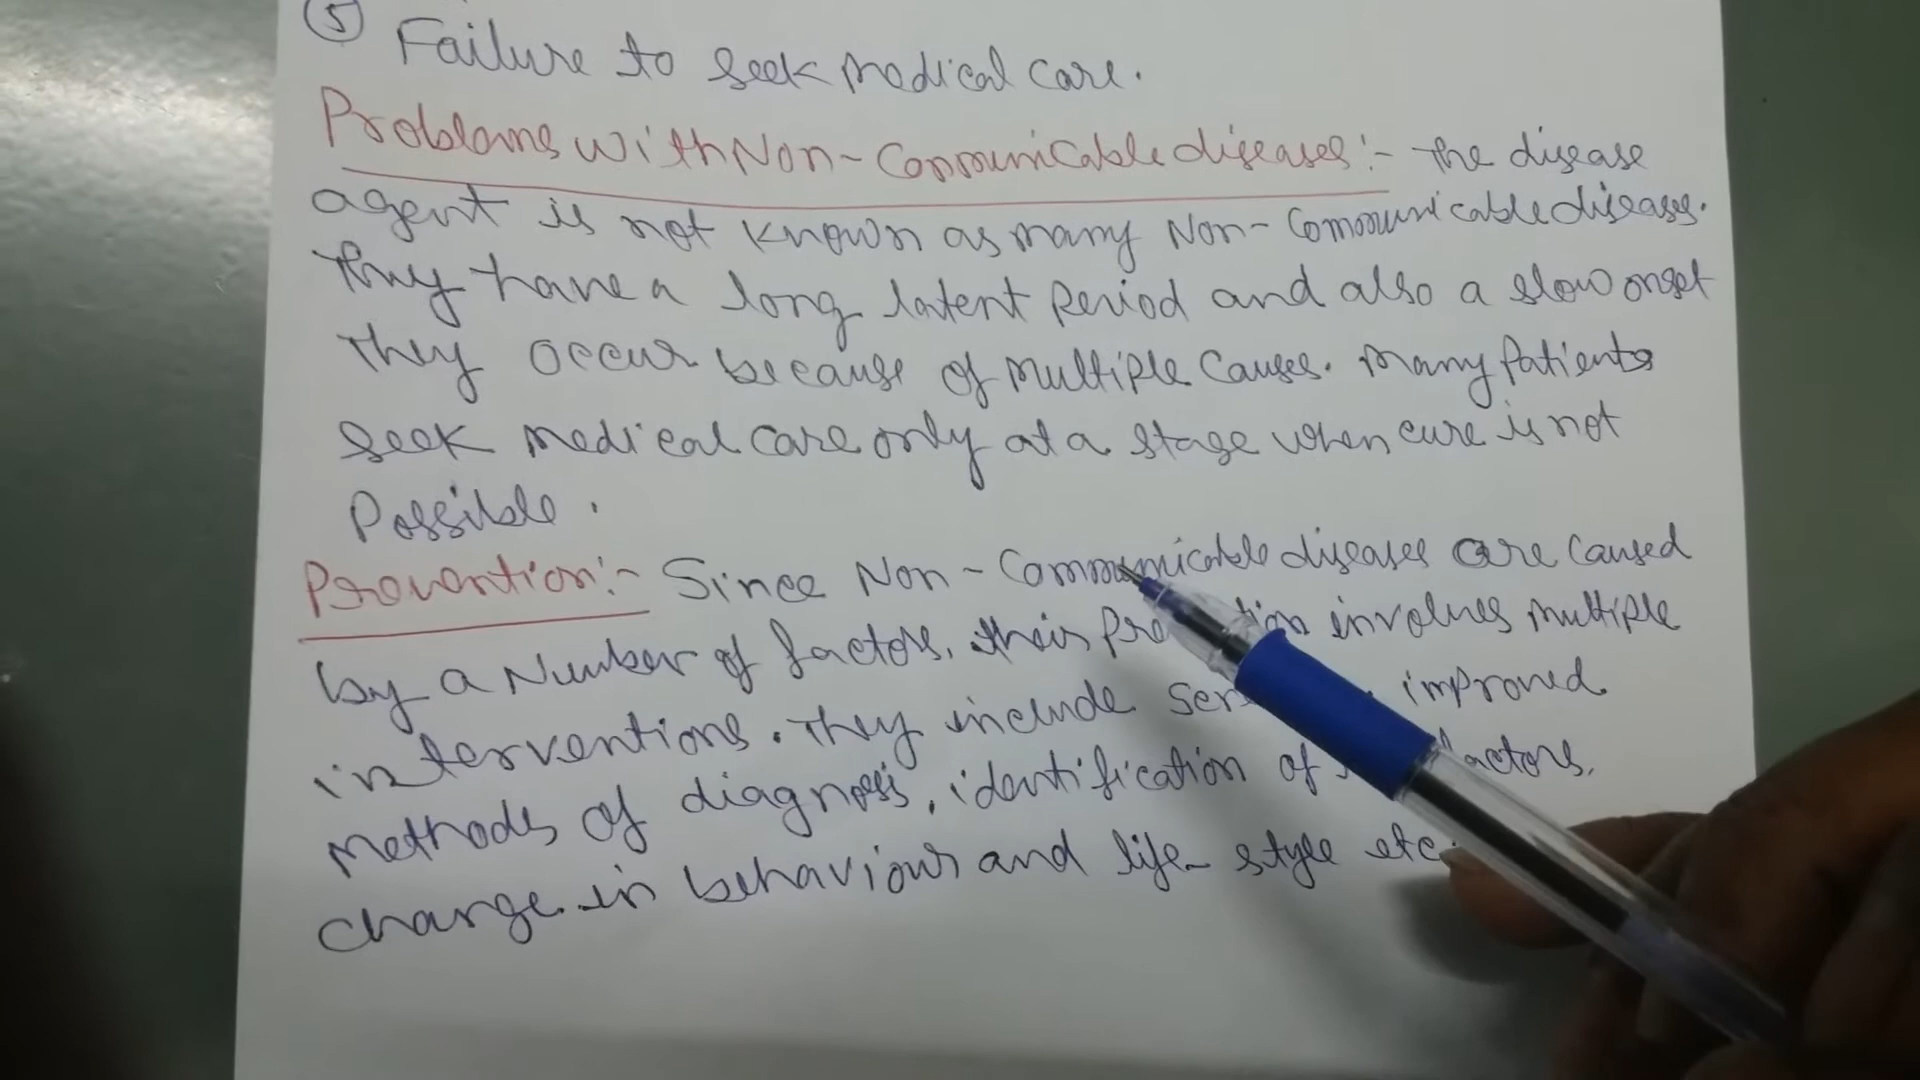 ⑤ Failure to seek medical care.
Problems with Non-Communicable diseases:- The disease
agent is not known as many Non-Communicable diseases.
They have a long latent period and also a slow onset
They occur because of multiple causes. Many patients
seek medical care only at a stage when cure is not
possible.
Prevention:- Since Non-Communicable diseases are caused
by a Number of factors, their involves multiple
interventions. They include improved
methods of diagnosis, identification of
change in behaviour and life-style etc.